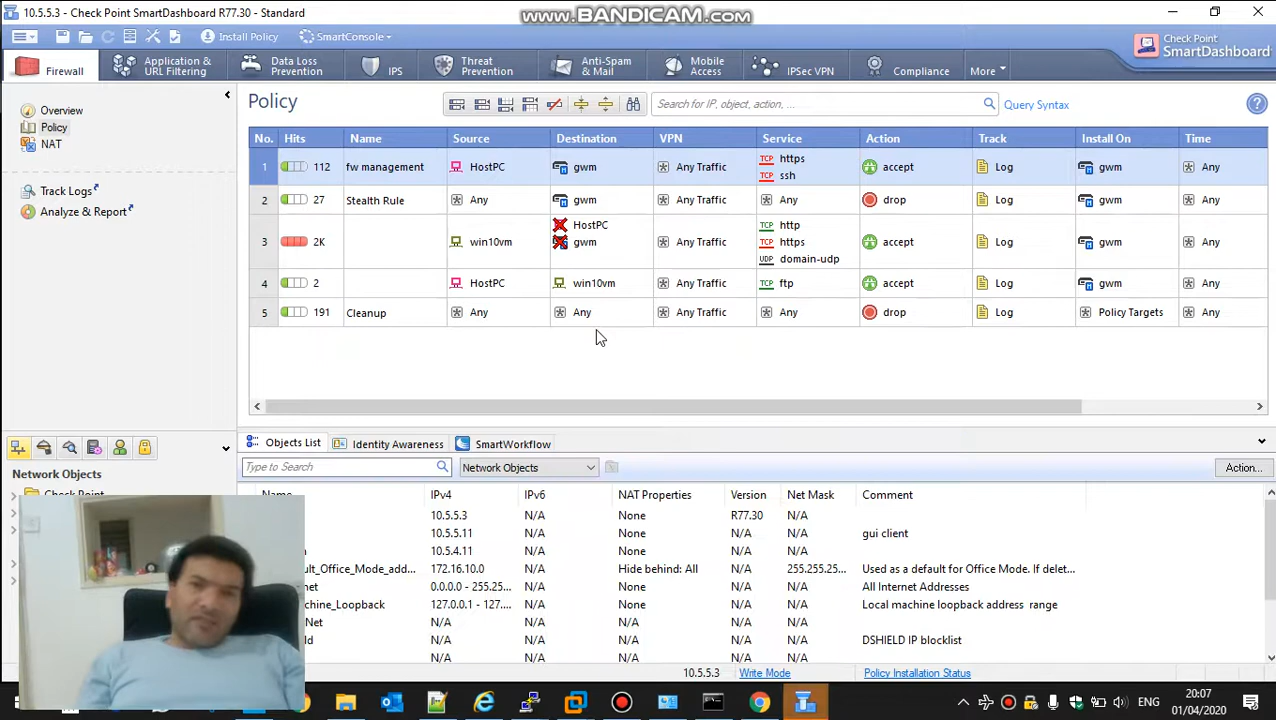 10.5.5.3 - Check Point SmartDashboard R77.30 - Standard
www.BANDICAM.com
Install Policy
SmartConsole
Check Point
SmartDashboard
Firewall
Application &
URL Filtering
Data Loss
Prevention
IPS
Threat
Prevention
Anti-Spam
& Mail
Mobile
Access
IPSec VPN
Compliance
More
Overview
Policy
NAT
Track Logs
Analyze & Report
Policy
Search for IP, object, action, ...
Query Syntax
No. Hits Name Source Destination VPN Service Action Track Install On Time
1 112 fw management HostPC gwm Any Traffic TCP https accept Log gwm Any
TCP ssh
2 27 Stealth Rule Any gwm Any Traffic Any drop Log gwm Any
HostPC TCP http
3 2K win10vm gwm Any Traffic TCP https accept Log gwm Any
UDP domain-udp
4 2 HostPC win10vm Any Traffic TCP ftp accept Log gwm Any
5 191 Cleanup Any Any Any Traffic Any drop Log Policy Targets Any
Objects List Identity Awareness SmartWorkflow
Type to Search Network Objects Action...
Network Objects
IPv4 IPv6 NAT Properties Version Net Mask Comment
10.5.5.3 N/A None R77.30 N/A
10.5.5.11 N/A None N/A N/A gui client
10.5.4.11 N/A None N/A N/A
ult_Office_Mode_add... 172.16.10.0 N/A Hide behind: All N/A 255.255.25... Used as a default for Office Mode. If delet...
0.0.0.0 - 255.25... N/A None N/A N/A All Internet Addresses
achine_Loopback 127.0.0.1 - 127.... N/A None N/A N/A Local machine loopback address range
Net N/A N/A N/A N/A N/A
N/A N/A N/A N/A N/A DSHIELD IP blocklist
N/A N/A N/A N/A N/A
10.5.5.3 Write Mode Policy Installation Status
ENG
20:07
01/04/2020